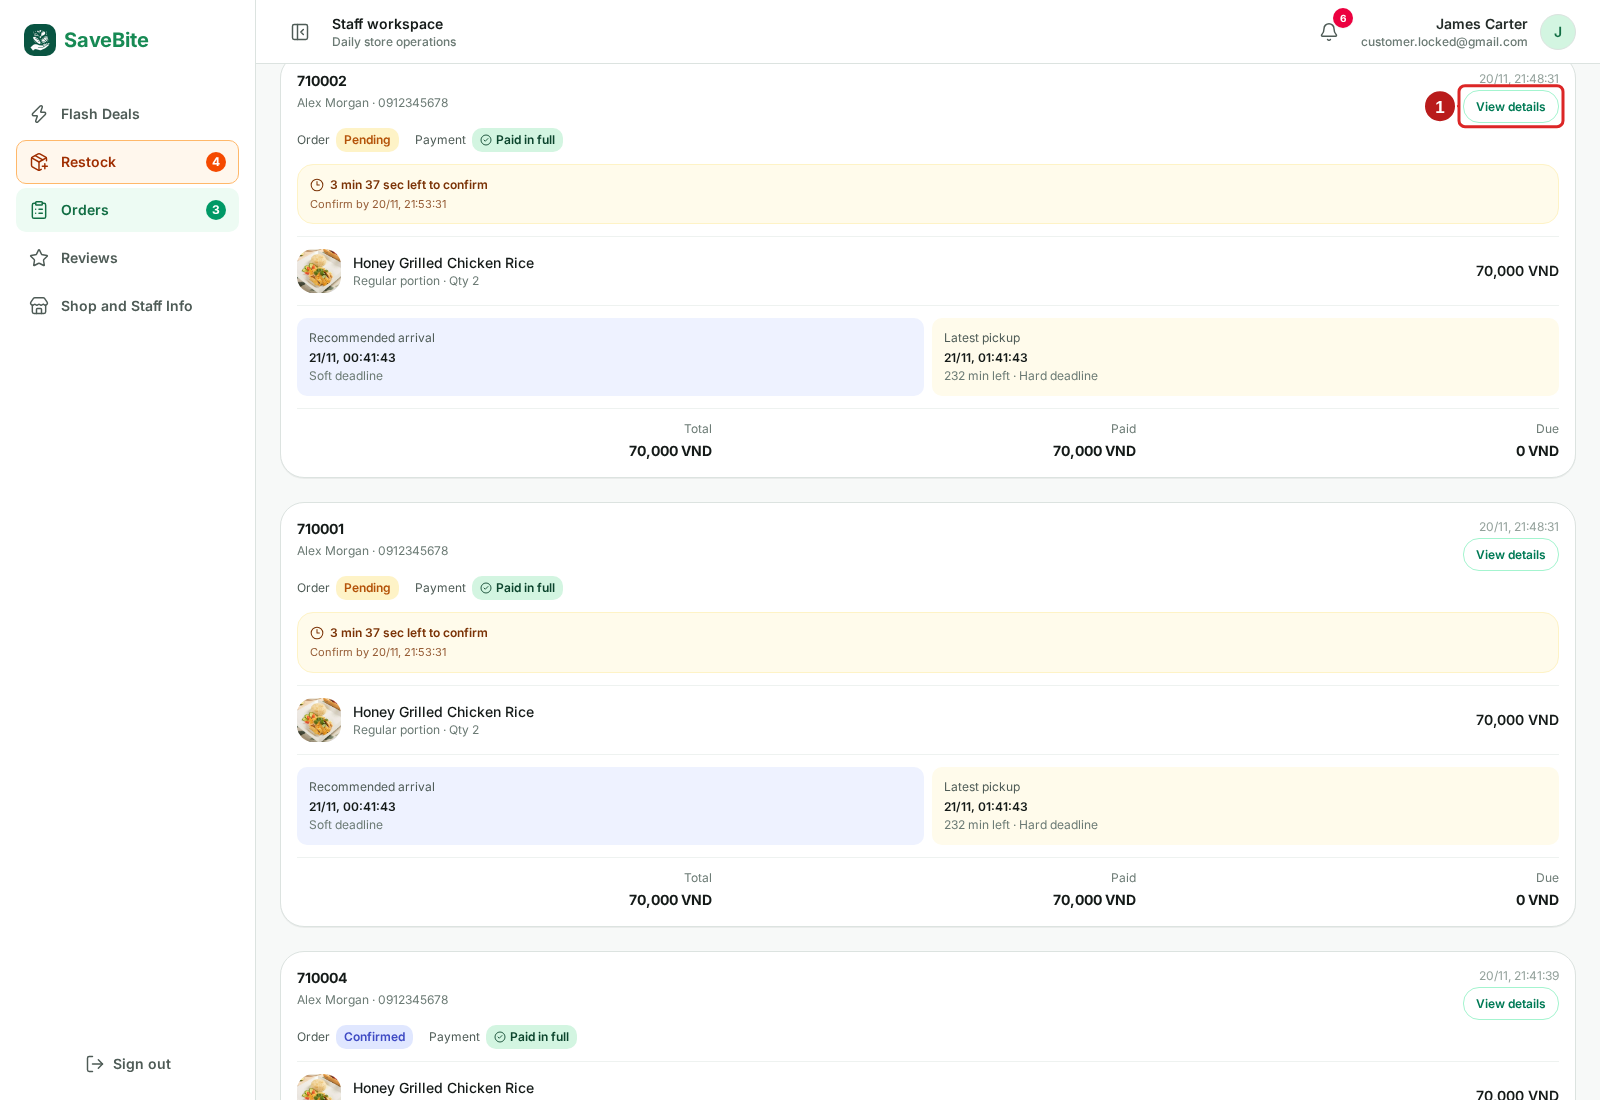 SaveBite
Staff workspace
Daily store operations
6
James Carter
customer.locked@gmail.com
J
Flash Deals
Restock
4
Orders
3
Reviews
Shop and Staff Info
Sign out
710002
20/11, 21:48:31
Alex Morgan · 0912345678
1
View details
Order Pending Payment Paid in full
3 min 37 sec left to confirm
Confirm by 20/11, 21:53:31
Honey Grilled Chicken Rice
Regular portion · Qty 2
70,000 VND
Recommended arrival
21/11, 00:41:43
Soft deadline
Latest pickup
21/11, 01:41:43
232 min left · Hard deadline
Total
70,000 VND
Paid
70,000 VND
Due
0 VND
710001
20/11, 21:48:31
Alex Morgan · 0912345678
View details
Order Pending Payment Paid in full
3 min 37 sec left to confirm
Confirm by 20/11, 21:53:31
Honey Grilled Chicken Rice
Regular portion · Qty 2
70,000 VND
Recommended arrival
21/11, 00:41:43
Soft deadline
Latest pickup
21/11, 01:41:43
232 min left · Hard deadline
Total
70,000 VND
Paid
70,000 VND
Due
0 VND
710004
20/11, 21:41:39
Alex Morgan · 0912345678
View details
Order Confirmed Payment Paid in full
Honey Grilled Chicken Rice
70,000 VND